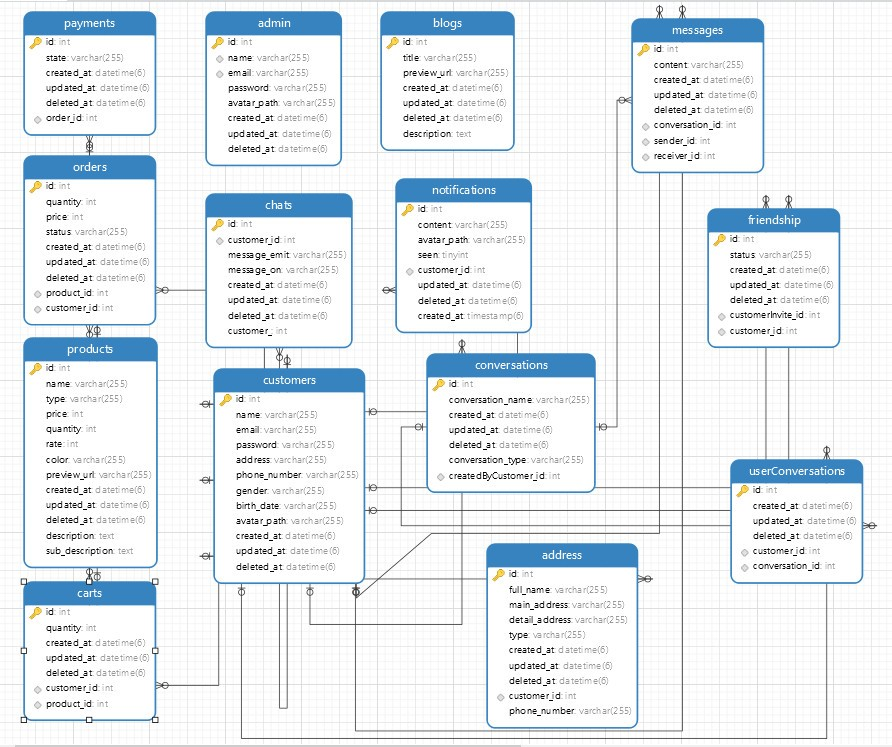 payments
id: int
state: varchar(255)
created_at: datetime(6)
updated_at: datetime(6)
deleted_at: datetime(6)
order_id: int
admin
id: int
name: varchar(255)
email: varchar(255)
password: varchar(255)
avatar_path: varchar(255)
created_at: datetime(6)
updated_at: datetime(6)
deleted_at: datetime(6)
blogs
id: int
title: varchar(255)
preview_url: varchar(255)
created_at: datetime(6)
updated_at: datetime(6)
deleted_at: datetime(6)
description: text
messages
id: int
content: varchar(255)
created_at: datetime(6)
updated_at: datetime(6)
deleted_at: datetime(6)
conversation_id: int
sender_id: int
receiver_id: int
orders
id: int
quantity: int
price: int
status: varchar(255)
created_at: datetime(6)
updated_at: datetime(6)
deleted_at: datetime(6)
product_id: int
customer_id: int
chats
id: int
customer_id: int
message_emit: varchar(255)
message_on: varchar(255)
created_at: datetime(6)
updated_at: datetime(6)
deleted_at: datetime(6)
customer_: int
notifications
id: int
content: varchar(255)
avatar_path: varchar(255)
seen: tinyint
customer_id: int
updated_at: datetime(6)
deleted_at: datetime(6)
created_at: timestamp(6)
friendship
id: int
status: varchar(255)
created_at: datetime(6)
updated_at: datetime(6)
deleted_at: datetime(6)
customerInvite_id: int
customer_id: int
products
id: int
name: varchar(255)
type: varchar(255)
price: int
quantity: int
rate: int
color: varchar(255)
preview_url: varchar(255)
created_at: datetime(6)
updated_at: datetime(6)
deleted_at: datetime(6)
description: text
sub_description: text
customers
id: int
name: varchar(255)
email: varchar(255)
password: varchar(255)
address: varchar(255)
phone_number: varchar(255)
gender: varchar(255)
birth_date: varchar(255)
avatar_path: varchar(255)
created_at: datetime(6)
updated_at: datetime(6)
deleted_at: datetime(6)
conversations
id: int
conversation_name: varchar(255)
created_at: datetime(6)
updated_at: datetime(6)
deleted_at: datetime(6)
conversation_type: varchar(255)
createdByCustomer_id: int
userConversations
id: int
created_at: datetime(6)
updated_at: datetime(6)
deleted_at: datetime(6)
customer_id: int
conversation_id: int
carts
id: int
quantity: int
created_at: datetime(6)
updated_at: datetime(6)
deleted_at: datetime(6)
customer_id: int
product_id: int
address
id: int
full_name: varchar(255)
main_address: varchar(255)
detail_address: varchar(255)
type: varchar(255)
created_at: datetime(6)
updated_at: datetime(6)
deleted_at: datetime(6)
customer_id: int
phone_number: varchar(255)